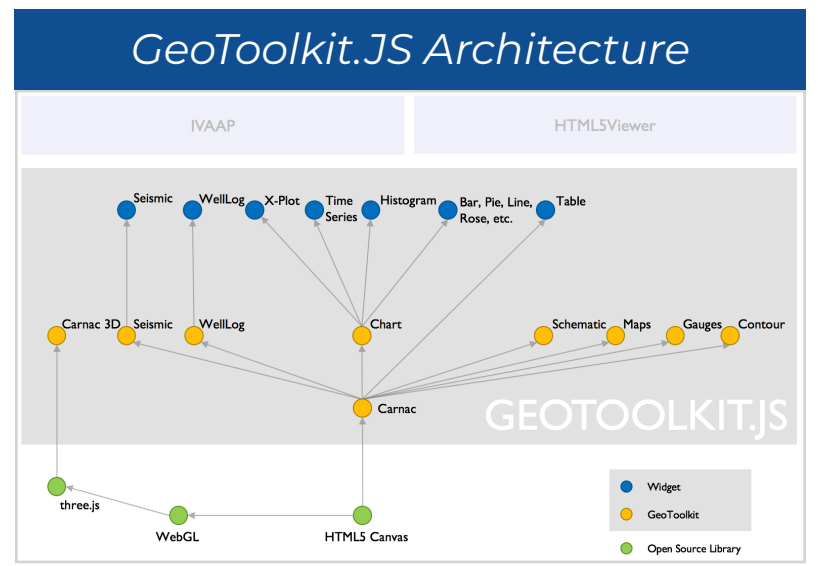 GeoToolkit.JS Architecture
IVAAP
HTML5Viewer
Seismic
WellLog
X-Plot
Time
Series
Histogram
Bar, Pie, Line,
Rose, etc.
Table
Carnac 3D
Seismic
WellLog
Chart
Schematic
Maps
Gauges
Contour
Carnac
GEOTOOLKIT.JS
three.js
WebGL
HTML5 Canvas
Widget
GeoToolkit
Open Source Library